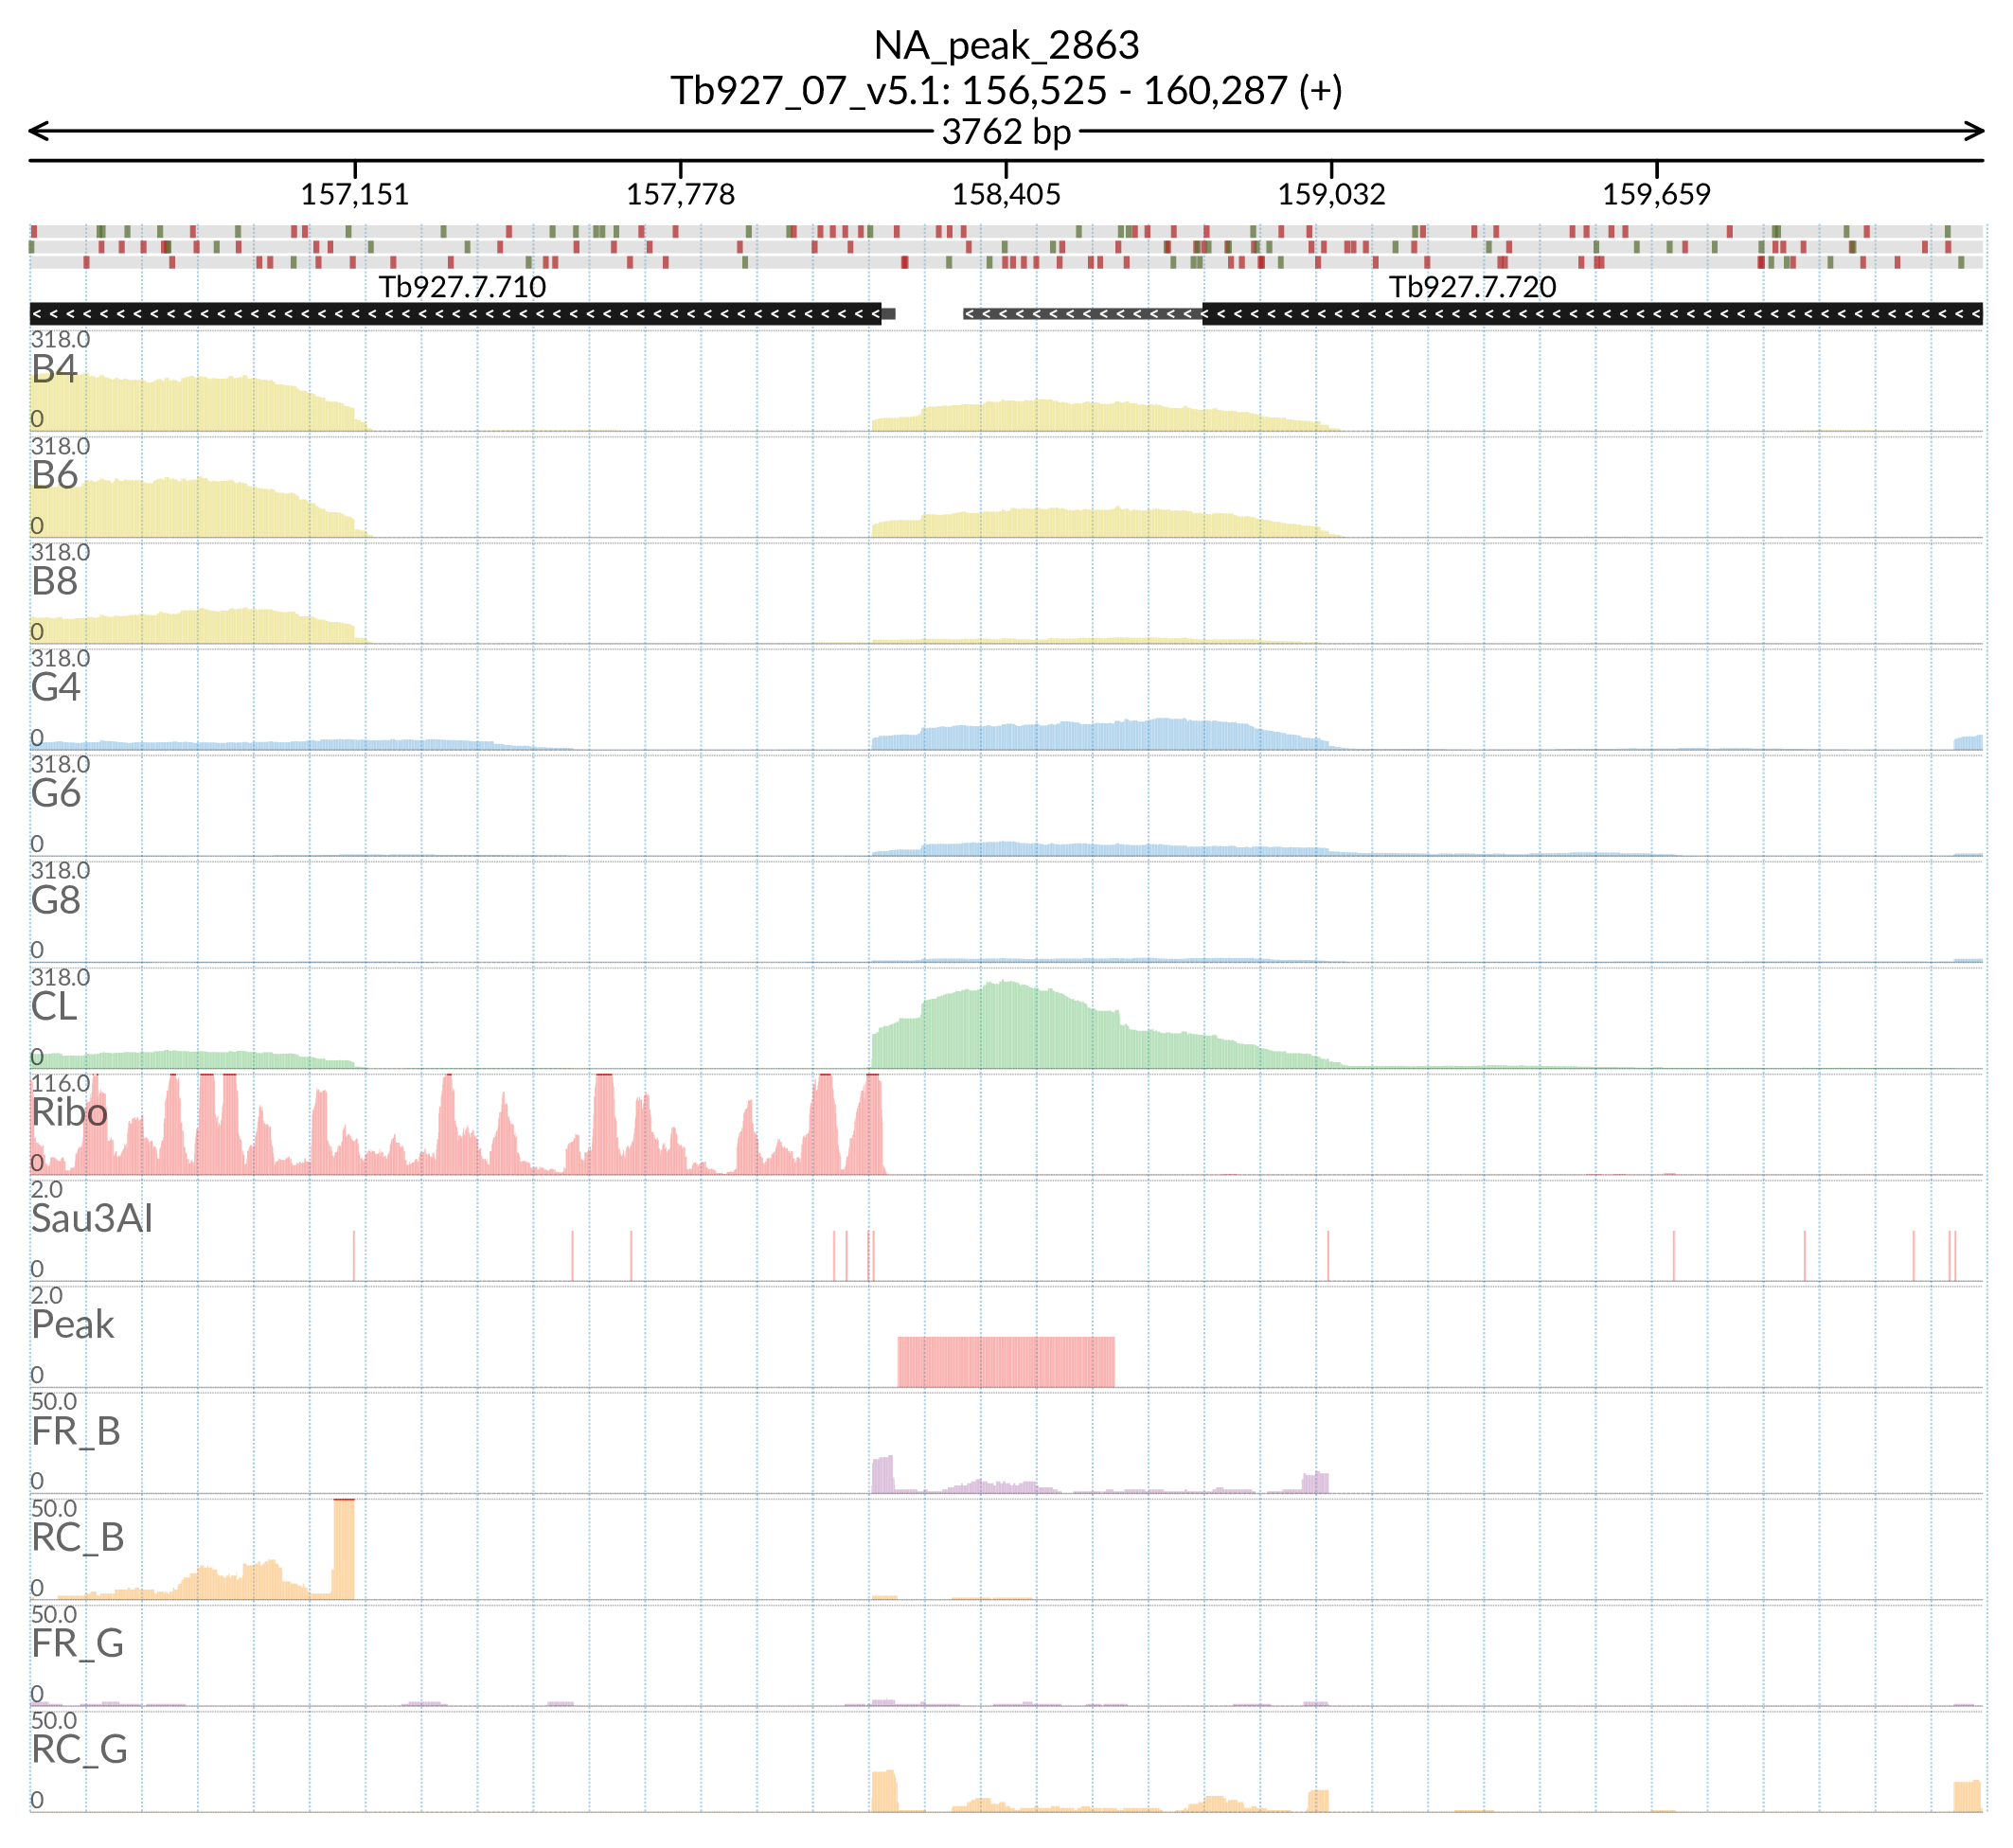 NA_peak_2863
Tb927_07_v5.1: 156,525 - 160,287 (+)
3762 bp
157,151 157,778 158,405 159,032 159,659
Tb927.7.710 Tb927.7.720
318.0
B4
0
318.0
B6
0
318.0
B8
0
318.0
G4
0
318.0
G6
0
318.0
G8
0
318.0
CL
0
116.0
Ribo
0
2.0
Sau3AI
0
2.0
Peak
0
50.0
FR_B
0
50.0
RC_B
0
50.0
FR_G
0
50.0
RC_G
0